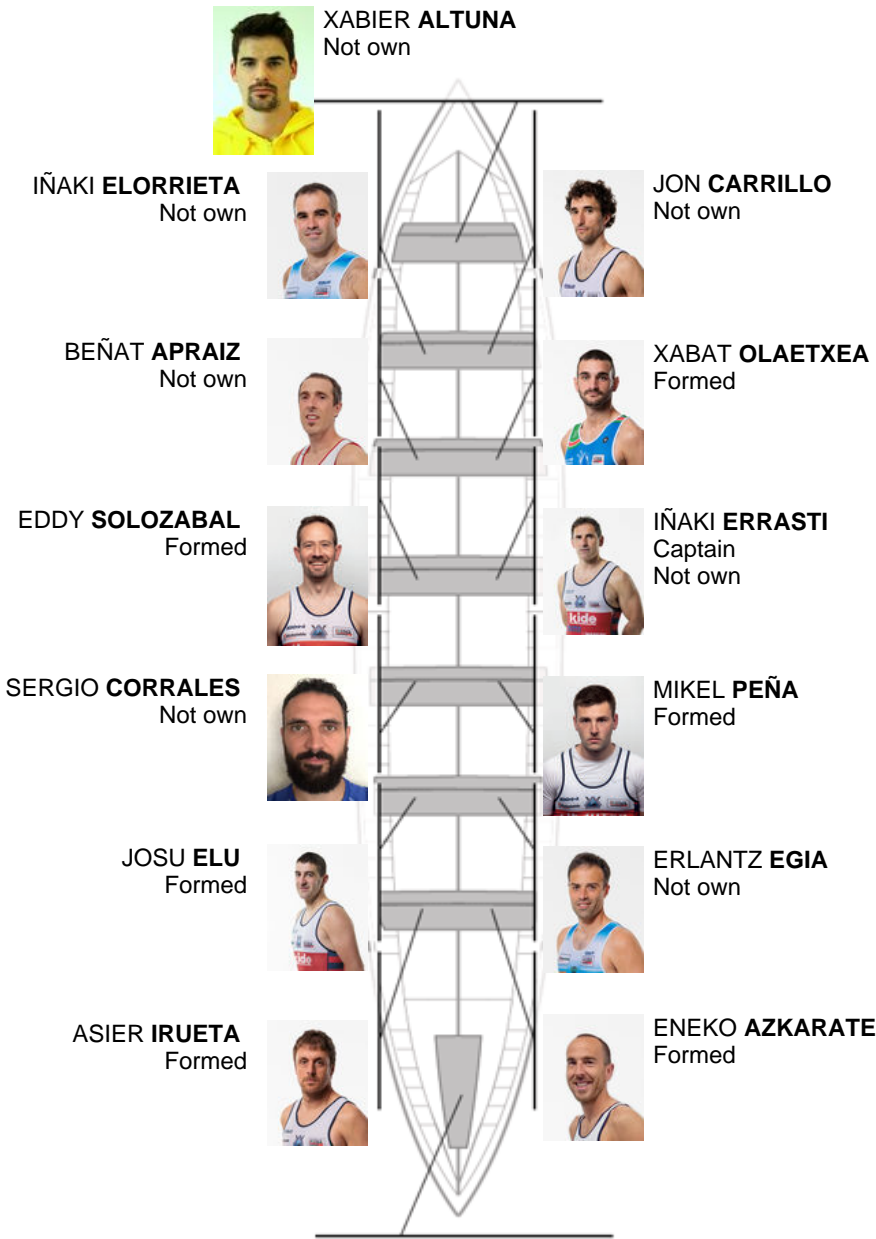 XABIER ALTUNA
Not own
IÑAKI ELORRIETA
Not own
JON CARRILLO
Not own
BEÑAT APRAIZ
Not own
XABAT OLAETXEA
Formed
EDDY SOLOZABAL
Formed
IÑAKI ERRASTI
Captain
Not own
kide
SERGIO CORRALES
Not own
MIKEL PEÑA
Formed
JOSU ELU
Formed
kide
ERLANTZ EGIA
Not own
ASIER IRUETA
Formed
ENEKO AZKARATE
Formed